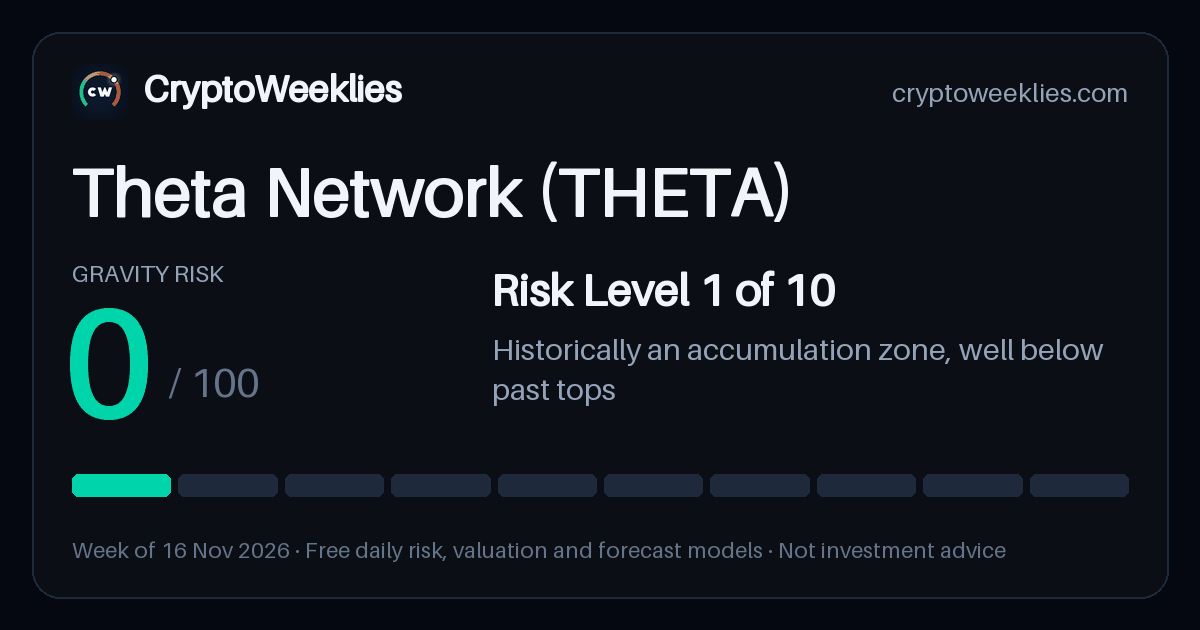 CW
CryptoWeeklies
cryptoweeklies.com
Theta Network (THETA)
GRAVITY RISK
0 / 100
Risk Level 1 of 10
Historically an accumulation zone, well below
past tops
Week of 16 Nov 2026 · Free daily risk, valuation and forecast models · Not investment advice